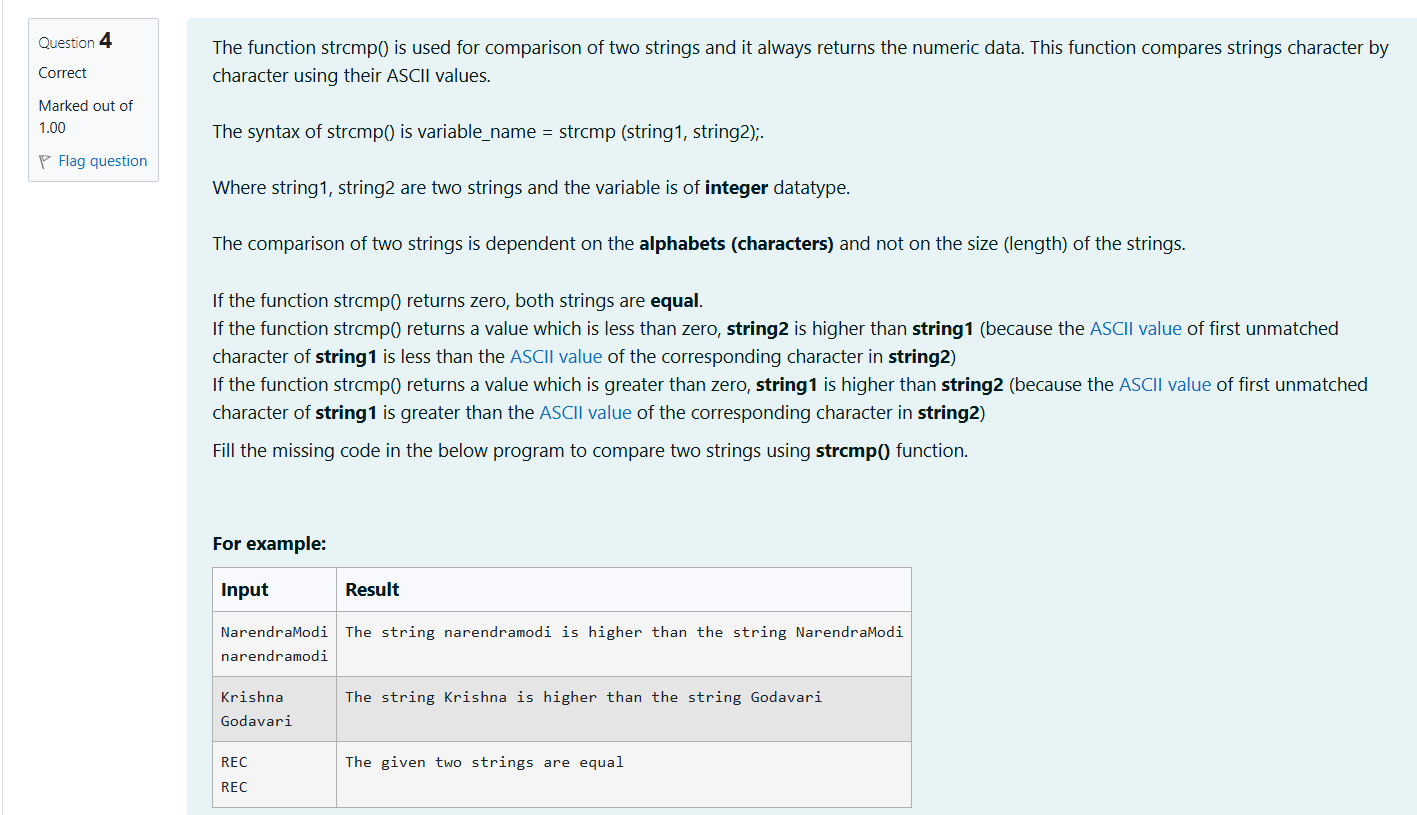 Question 4
Correct
Marked out of
1.00
Flag question
The function strcmp() is used for comparison of two strings and it always returns the numeric data. This function compares strings character by
character using their ASCII values.
The syntax of strcmp() is variable_name = strcmp (string1, string2);.
Where string1, string2 are two strings and the variable is of integer datatype.
The comparison of two strings is dependent on the alphabets (characters) and not on the size (length) of the strings.
If the function strcmp() returns zero, both strings are equal.
If the function strcmp() returns a value which is less than zero, string2 is higher than string1 (because the ASCII value of first unmatched
character of string1 is less than the ASCII value of the corresponding character in string2)
If the function strcmp() returns a value which is greater than zero, string1 is higher than string2 (because the ASCII value of first unmatched
character of string1 is greater than the ASCII value of the corresponding character in string2)
Fill the missing code in the below program to compare two strings using strcmp() function.
For example:
Input Result
NarendraModi The string narendramodi is higher than the string NarendraModi
narendramodi
Krishna The string Krishna is higher than the string Godavari
Godavari
REC The given two strings are equal
REC